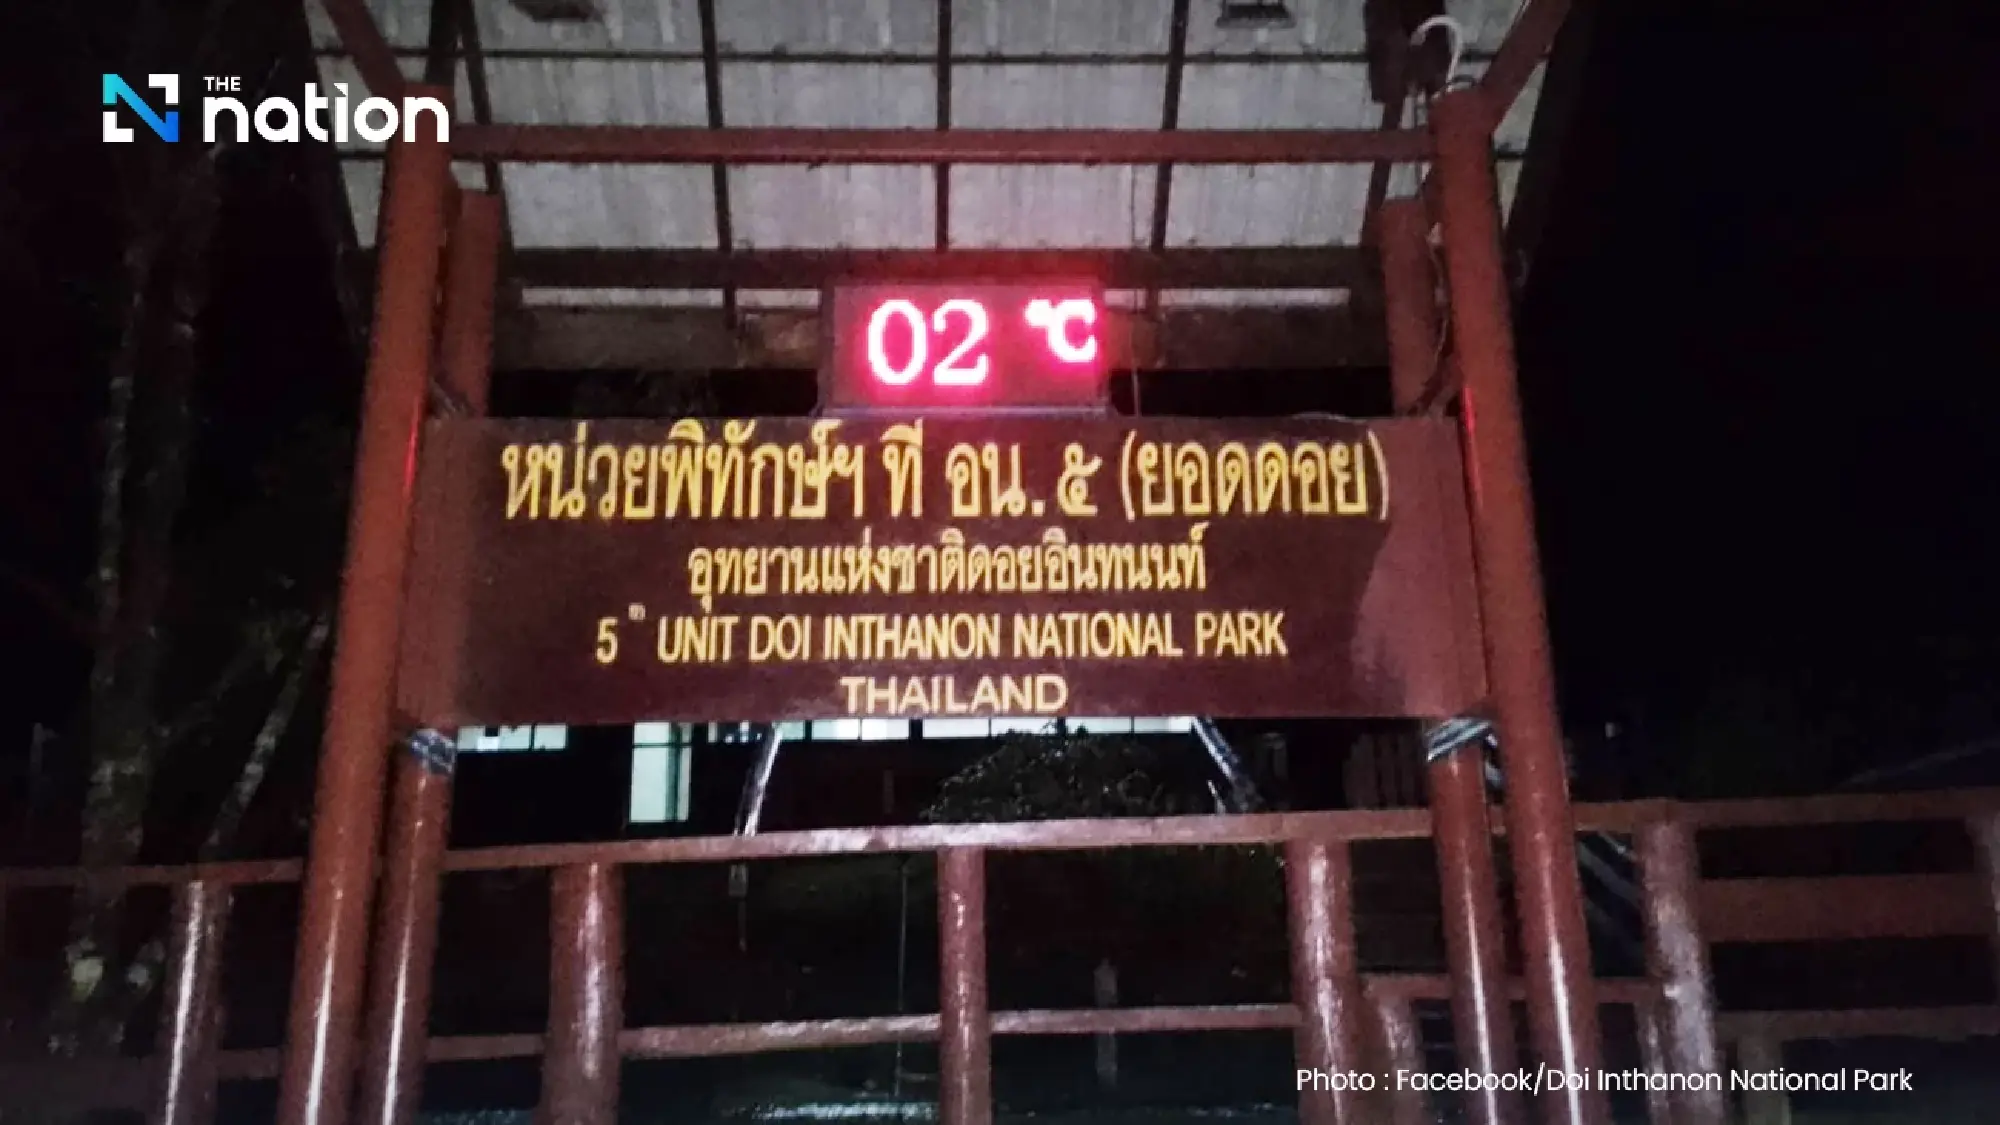 THE
nation
02 °C
หน่วยพิทักษ์ฯ ที่ อน. ๕ (ยอดดอย)
อุทยานแห่งชาติดอยอินทนนท์
5 UNIT DOI INTHANON NATIONAL PARK
THAILAND
Photo : Facebook/Doi Inthanon National Park